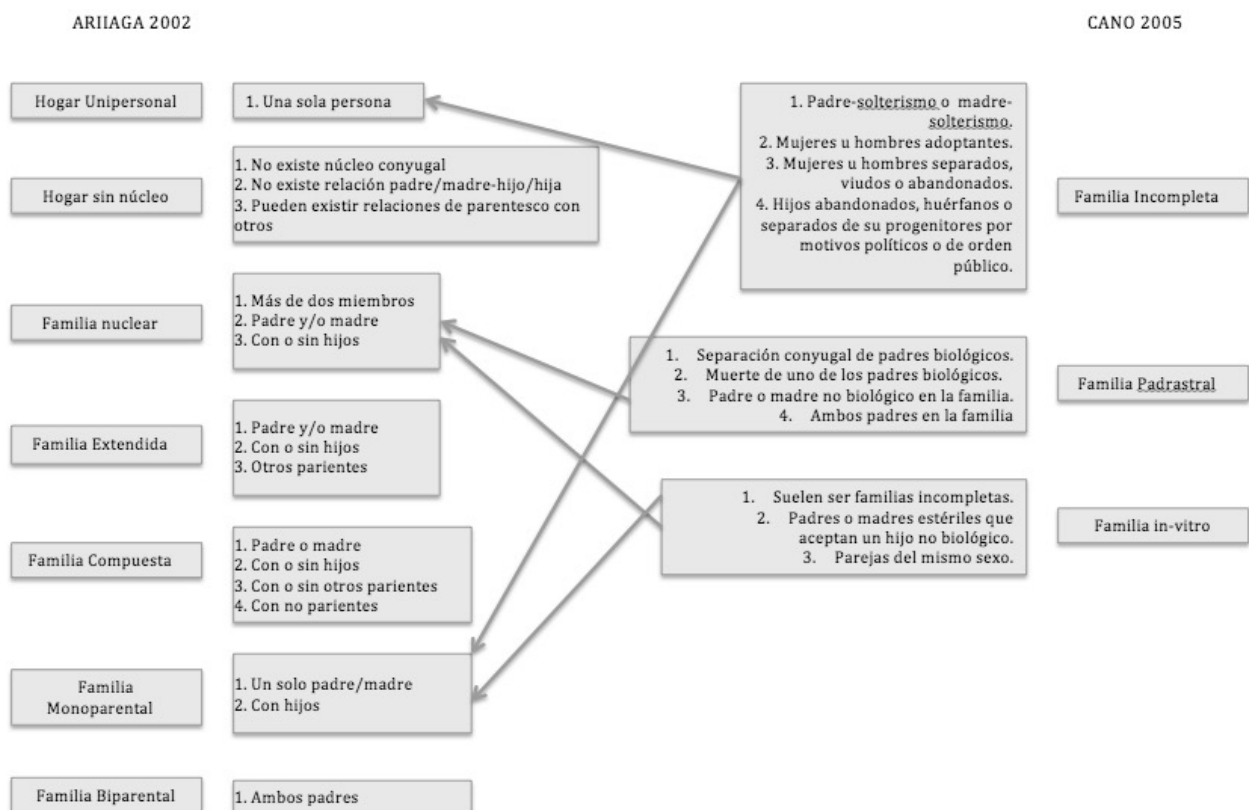 ARIIAGA 2002
CANO 2005
Hogar Unipersonal
1. Una sola persona
Hogar sin núcleo
1. No existe núcleo conyugal
2. No existe relación padre/madre-hijo/hija
3. Pueden existir relaciones de parentesco con
otros
Familia nuclear
1. Más de dos miembros
2. Padre y/o madre
3. Con o sin hijos
Familia Extendida
1. Padre y/o madre
2. Con o sin hijos
3. Otros parientes
Familia Compuesta
1. Padre o madre
2. Con o sin hijos
3. Con o sin otros parientes
4. Con no parientes
Familia
Monoparental
1. Un solo padre/madre
2. Con hijos
Familia Biparental
1. Ambos padres
1. Padre-solterismo o madre-
solterismo.
2. Mujeres u hombres adoptantes.
3. Mujeres u hombres separados,
viudos o abandonados.
4. Hijos abandonados, huérfanos o
separados de su progenitores por
motivos políticos o de orden
público.
Familia Incompleta
1. Separación conyugal de padres biológicos.
2. Muerte de uno de los padres biológicos.
3. Padre o madre no biológico en la familia.
4. Ambos padres en la familia
Familia Padrastral
1. Suelen ser familias incompletas.
2. Padres o madres estériles que
aceptan un hijo no biológico.
3. Parejas del mismo sexo.
Familia in-vitro